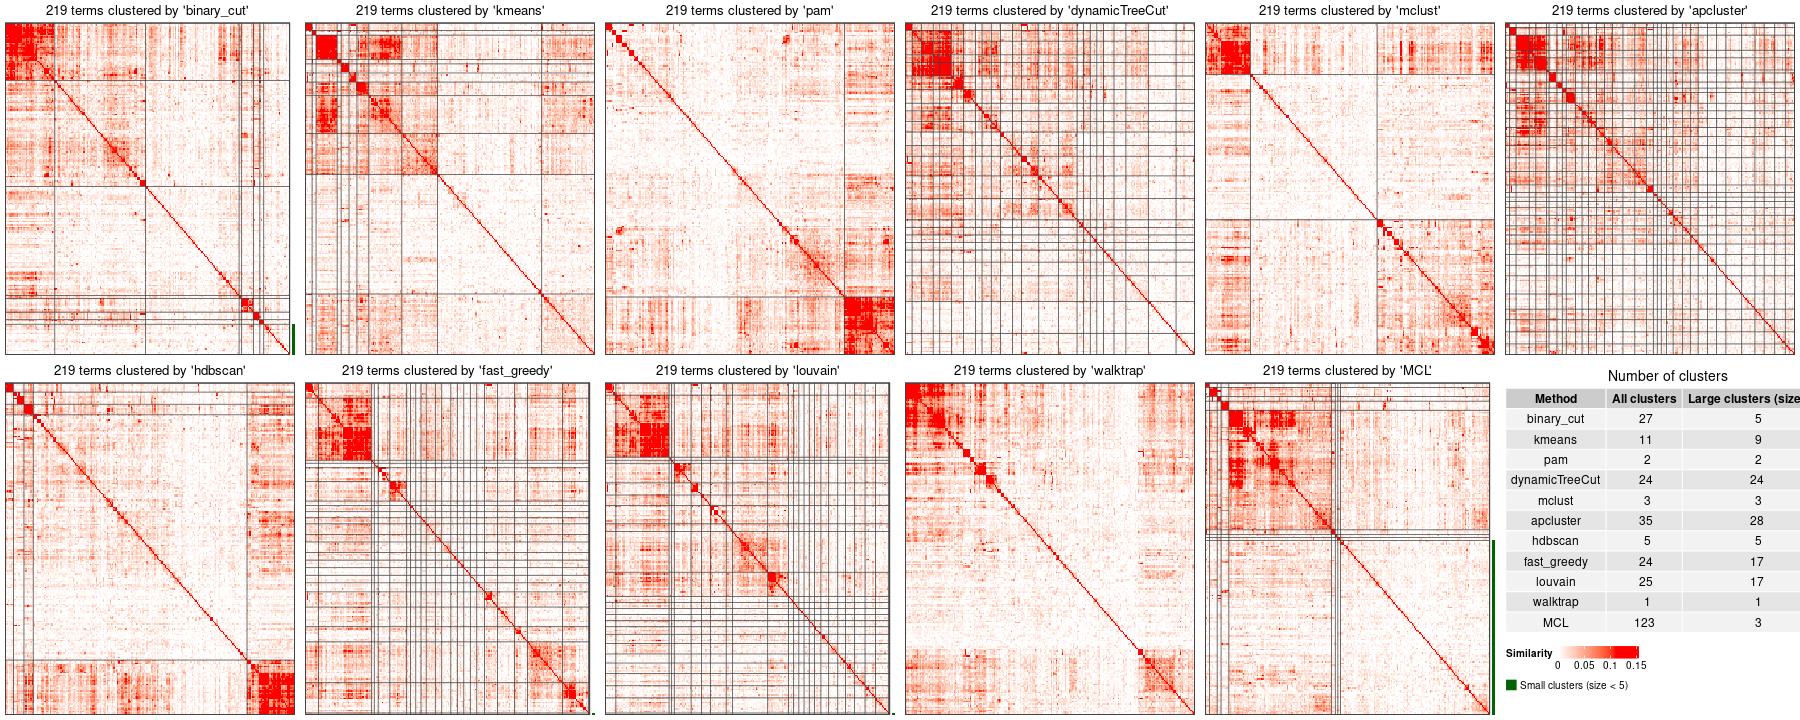 219 terms clustered by 'binary_cut'
219 terms clustered by 'kmeans'
219 terms clustered by 'pam'
219 terms clustered by 'dynamicTreeCut'
219 terms clustered by 'mclust'
219 terms clustered by 'apcluster'
219 terms clustered by 'hdbscan'
219 terms clustered by 'fast_greedy'
219 terms clustered by 'louvain'
219 terms clustered by 'walktrap'
219 terms clustered by 'MCL'
Number of clusters
Method All clusters Large clusters (size
binary_cut 27 5
kmeans 11 9
pam 2 2
dynamicTreeCut 24 24
mclust 3 3
apcluster 35 28
hdbscan 5 5
fast_greedy 24 17
louvain 25 17
walktrap 1 1
MCL 123 3
Similarity
0 0.05 0.1 0.15
Small clusters (size < 5)